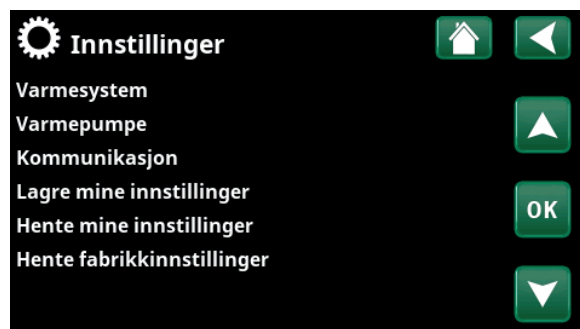 Innstillinger
Varmesystem
Varmepumpe
Kommunikasjon
Lagre mine innstillinger
Hente mine innstillinger
Hente fabrikkinnstillinger
OK